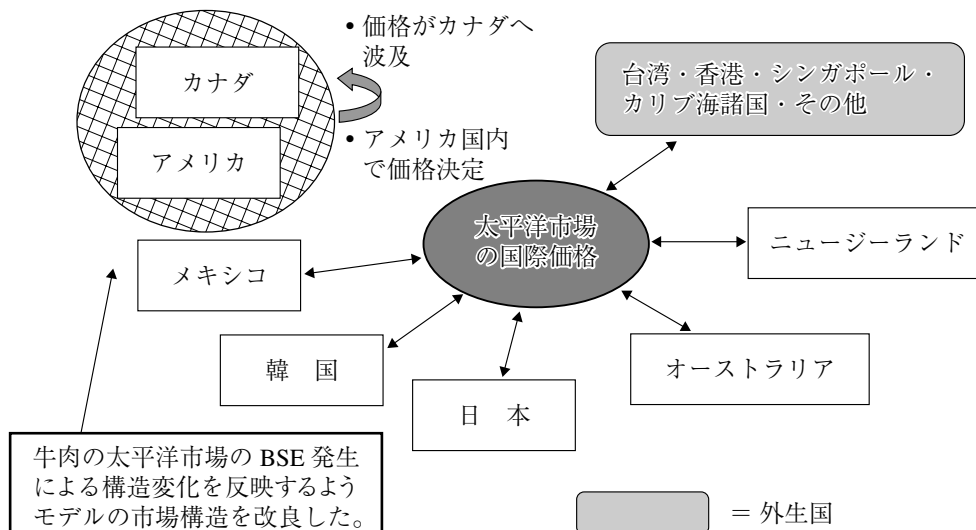 • 価格がカナダへ
波及
カナダ
台湾・香港・シンガポール・
カリブ海諸国・その他
アメリカ
• アメリカ国内
で価格決定
太平洋市場
の国際価格
ニュージーランド
メキシコ
韓　国
オーストラリア
日　本
牛肉の太平洋市場の BSE 発生
による構造変化を反映するよう
モデルの市場構造を改良した。
= 外生国